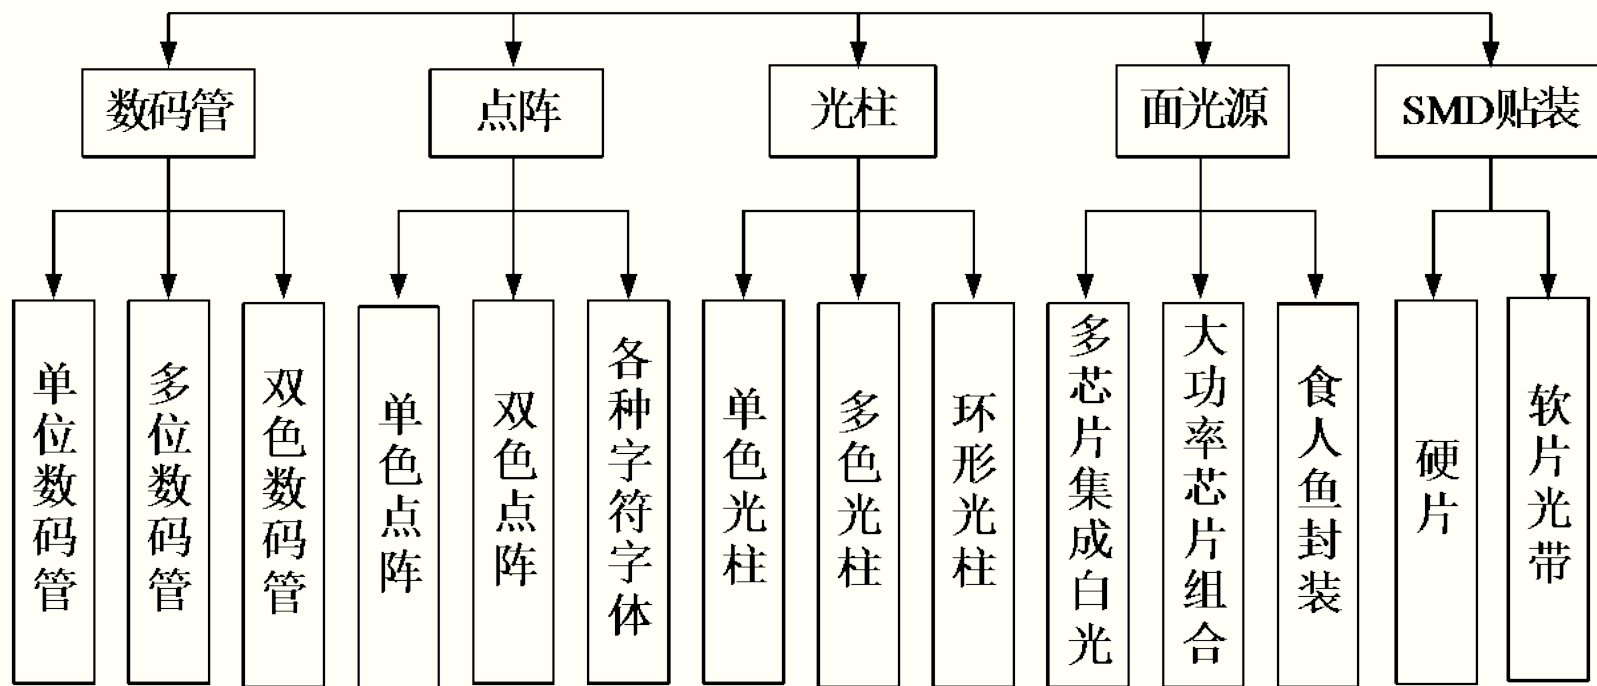 数码管
点阵
光柱
面光源
SMD贴装
单位数码管
多位数码管
双色数码管
单色点阵
双色点阵
各种字符字体
单色光柱
多色光柱
环形光柱
多芯片集成白光
大功率芯片组合
食人鱼封装
硬片
软片光带